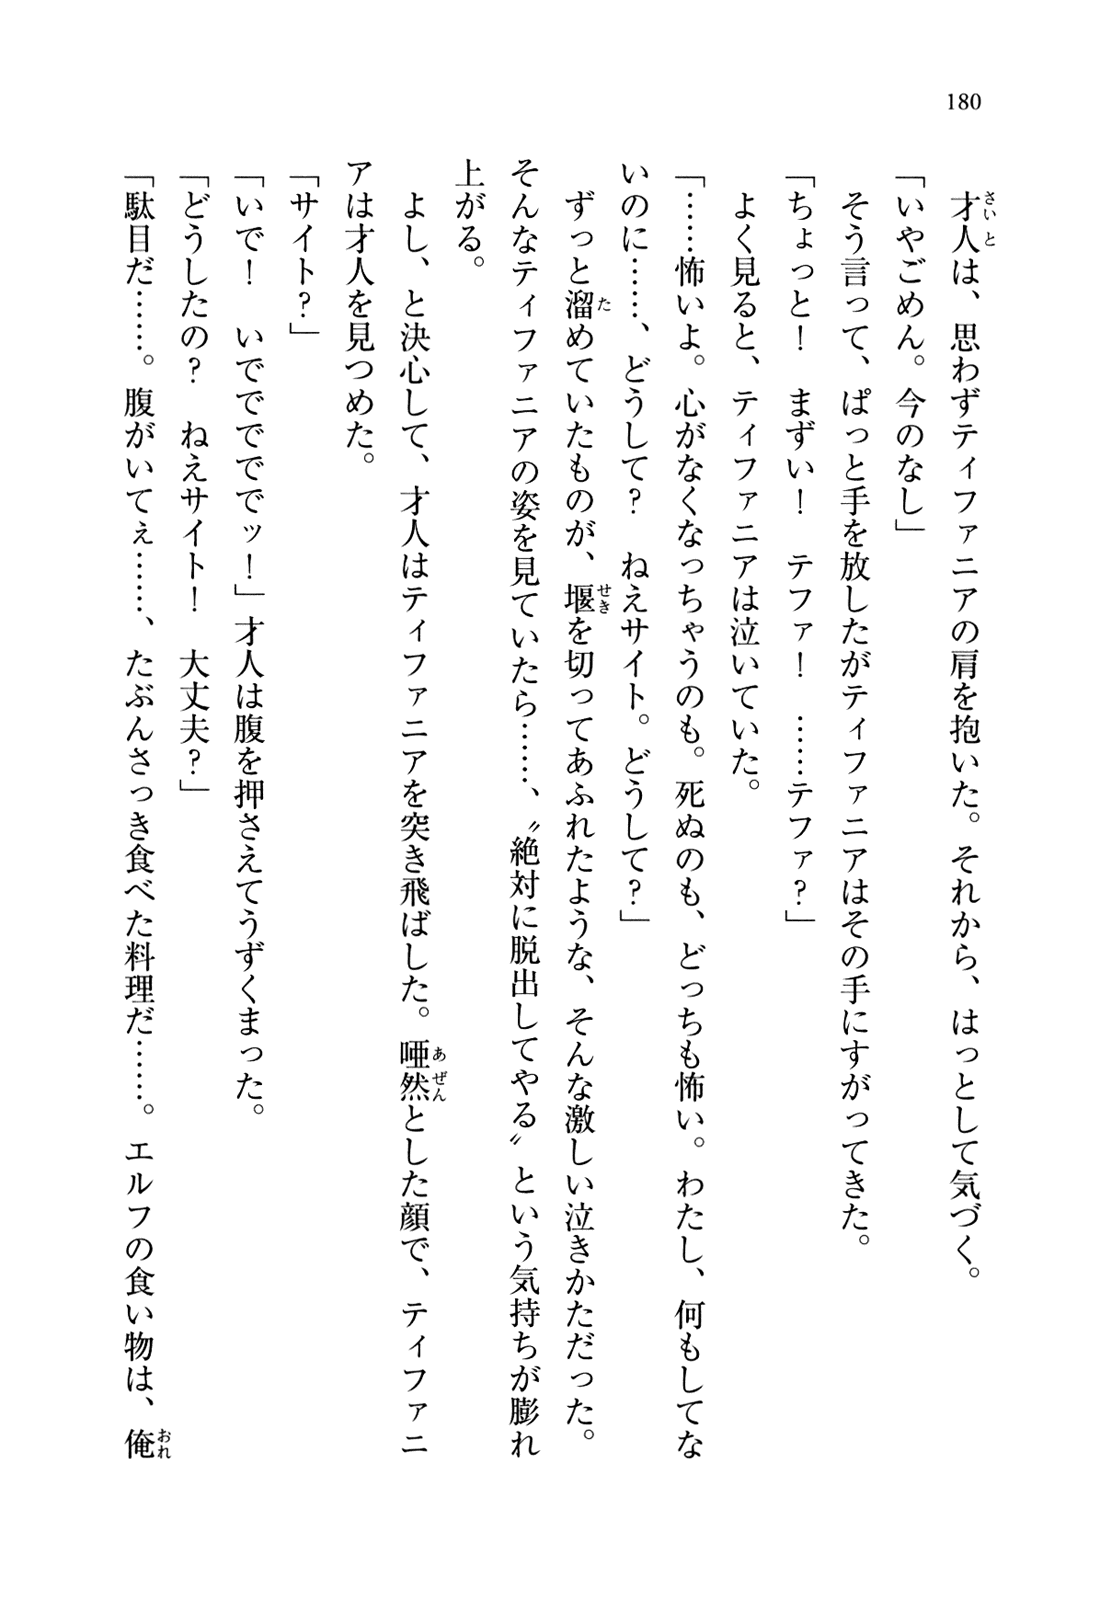 180
才人は、思わずティファニアの肩を抱いた。それから、はっとして気づく。
「いやごめん。今のなし」
そう言って、ぱっと手を放したがティファニアはその手にすがってきた。
「ちょっと！　まずい！　テファ！　……テファ？」
よく見ると、ティファニアは泣いていた。
「……怖いよ。心がなくなっちゃうのも。死ぬのも、どっちも怖い。わたし、何もしてな
いのに……、どうして？　ねえサイト。どうして？」
ずっと溜めていたものが、堰を切ってあふれたような、そんな激しい泣きかただった。
そんなティファニアの姿を見ていたら……、〝絶対に脱出してやる〟という気持ちが膨れ
上がる。
よし、と決心して、才人はティファニアを突き飛ばした。唖然とした顔で、ティファニ
アは才人を見つめた。
「サイト？」
「いで！　いでででででッ！」才人は腹を押さえてうずくまった。
「どうしたの？　ねえサイト！　大丈夫？」
「駄目だ……。腹がいてぇ……、たぶんさっき食べた料理だ……。エルフの食い物は、俺